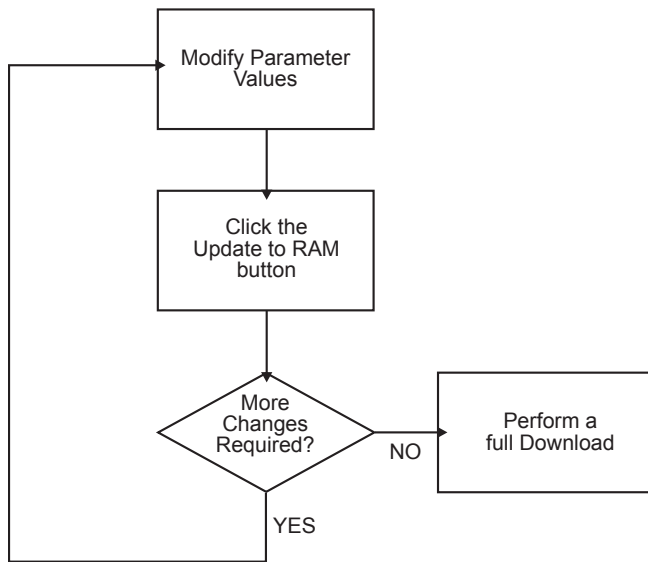 Modify Parameter
Values
Click the
Update to RAM
button
More
Changes
Required?
NO
Perform a
full Download
YES